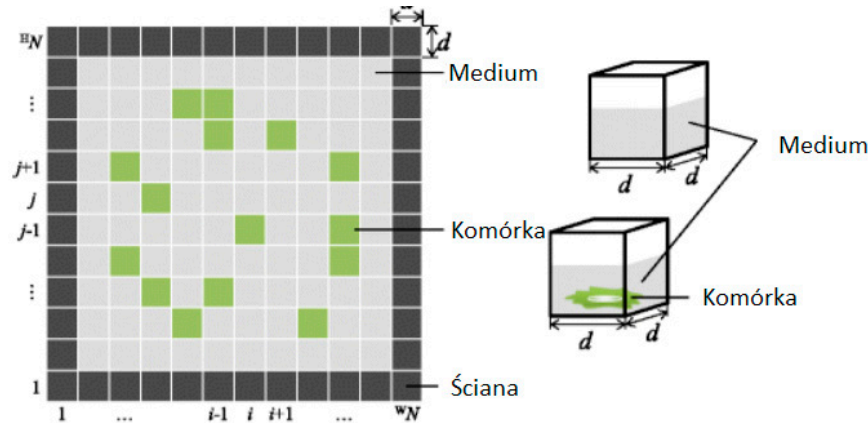 ᴴN
d
Medium
⋮
j+1
j
j-1
Komórka
⋮
1
Ściana
1 ... i-1 i i+1 ... ᵂN
Medium
d d
Komórka
d d